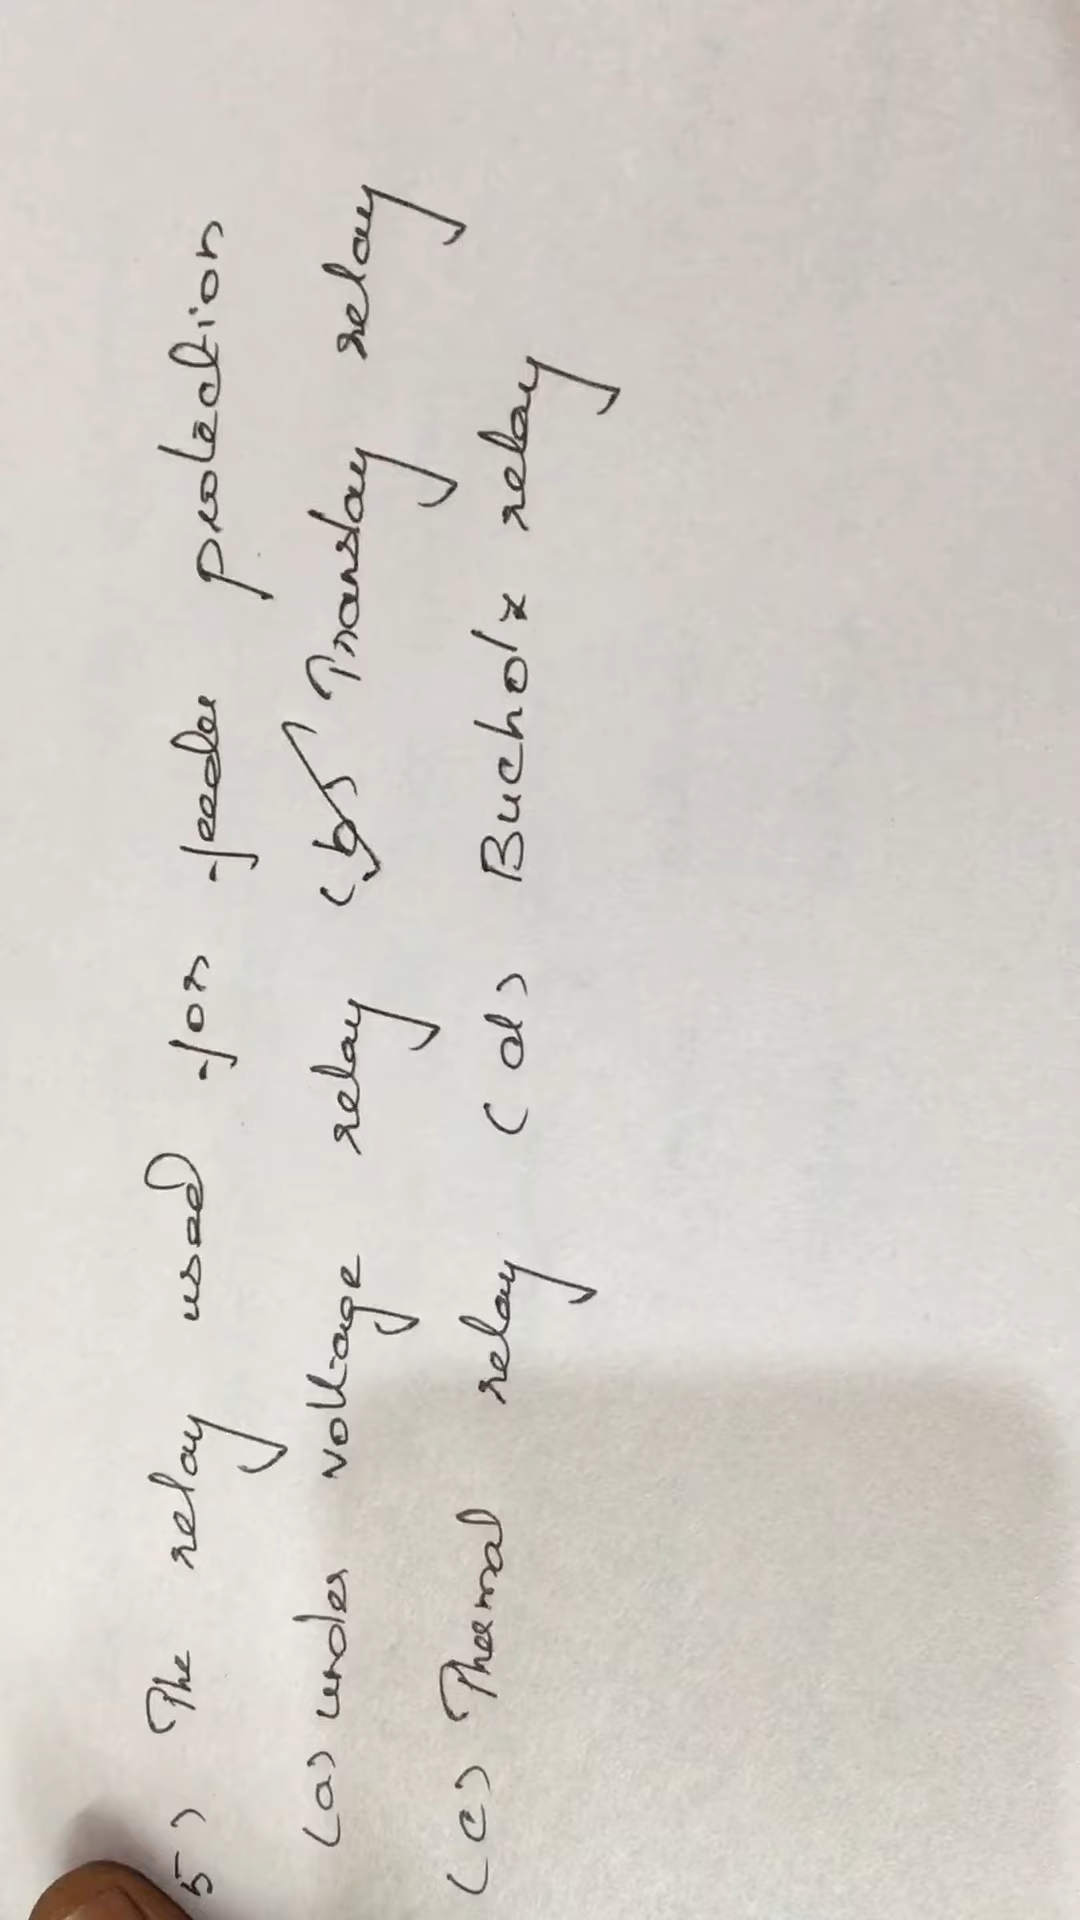 5) The relay used for feeder protection
(a) under voltage relay (b) Translay relay
(c) Thermal relay (d) Bucholz relay